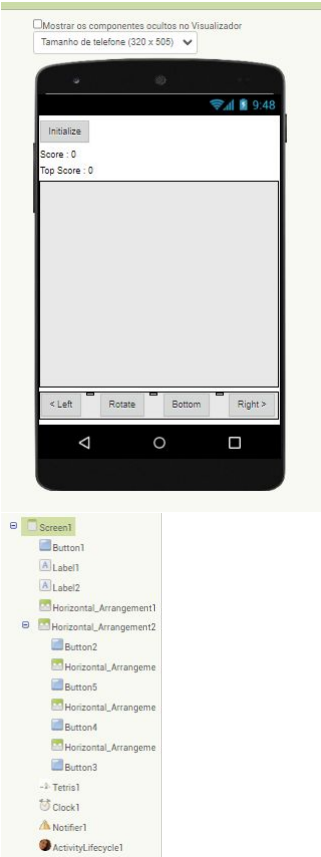 Mostrar os componentes ocultos no Visualizador
Tamanho de telefone (320 x 505)
9:48
Initialize
Score : 0
Top Score : 0
< Left
Rotate
Bottom
Right >
Screen1
Button1
A Label1
A Label2
Horizontal_Arrangement1
Horizontal_Arrangement2
Button2
Horizontal_Arrangeme
Button5
Horizontal_Arrangeme
Button4
Horizontal_Arrangeme
Button3
Tetris1
Clock1
Notifier1
ActivityLifecycle1